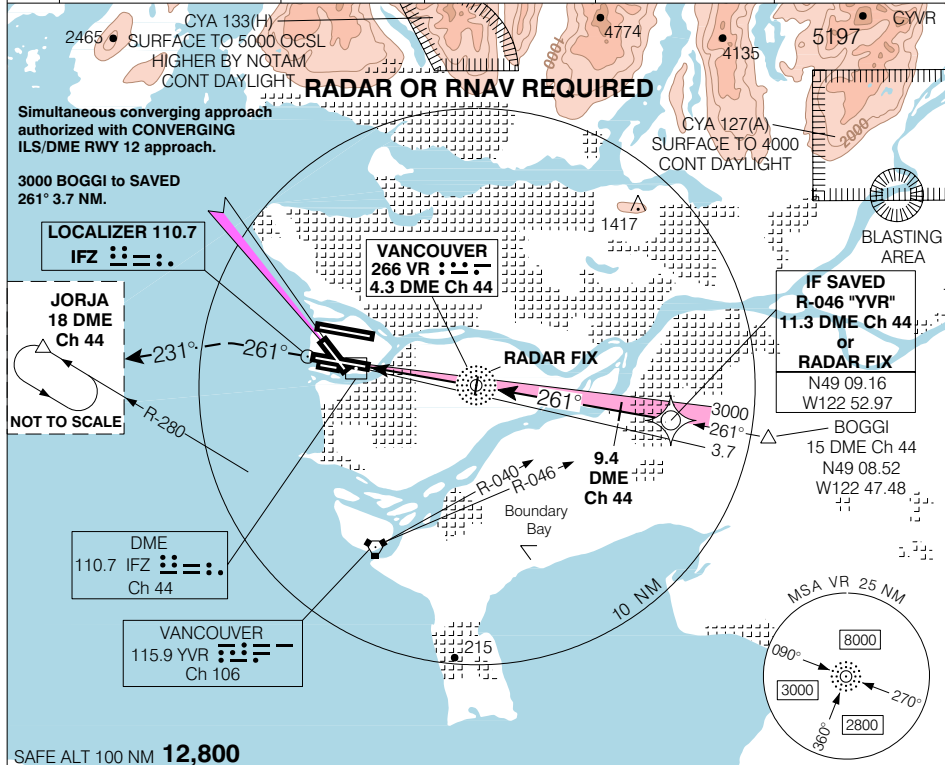 CYA 133(H)
SURFACE TO 5000 OCSL
HIGHER BY NOTAM
CONT DAYLIGHT
2465
4774
1000
4135
5197
CYVR
RADAR OR RNAV REQUIRED
Simultaneous converging approach
authorized with CONVERGING
ILS/DME RWY 12 approach.
3000 BOGGI to SAVED
261° 3.7 NM.
CYA 127(A)
SURFACE TO 4000
CONT DAYLIGHT
2000
1417
BLASTING
AREA
LOCALIZER 110.7
IFZ
VANCOUVER
266 VR
4.3 DME Ch 44
IF SAVED
R-046 "YVR"
11.3 DME Ch 44
or
RADAR FIX
N49 09.16
W122 52.97
JORJA
18 DME
Ch 44
NOT TO SCALE
231°
261°
R-280
RADAR FIX
261°
3000
261°
3.7
BOGGI
15 DME Ch 44
N49 08.52
W122 47.48
9.4
DME
Ch 44
R-040
R-046
Boundary
Bay
DME
110.7 IFZ
Ch 44
VANCOUVER
115.9 YVR
Ch 106
215
10 NM
MSA VR 25 NM
8000
090°
3000
270°
360°
2800
SAFE ALT 100 NM 12,800